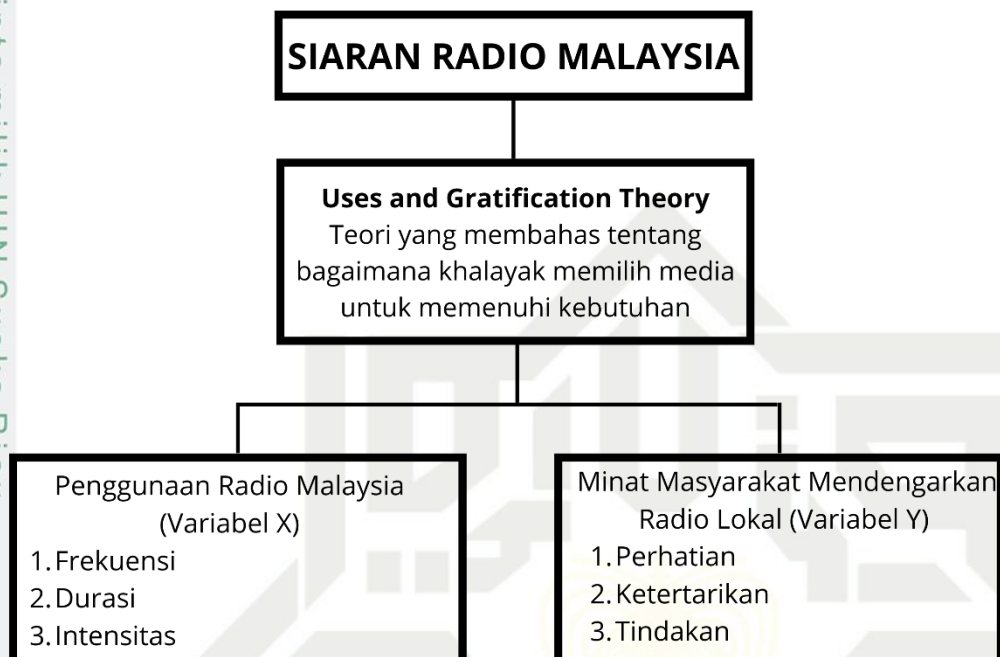 SIARAN RADIO MALAYSIA
Uses and Gratification Theory
Teori yang membahas tentang
bagaimana khalayak memilih media
untuk memenuhi kebutuhan
Penggunaan Radio Malaysia
(Variabel X)
1.Frekuensi
2.Durasi
3.Intensitas
Minat Masyarakat Mendengarkan
Radio Lokal (Variabel Y)
1.Perhatian
2.Ketertarikan
3.Tindakan
milik UIN